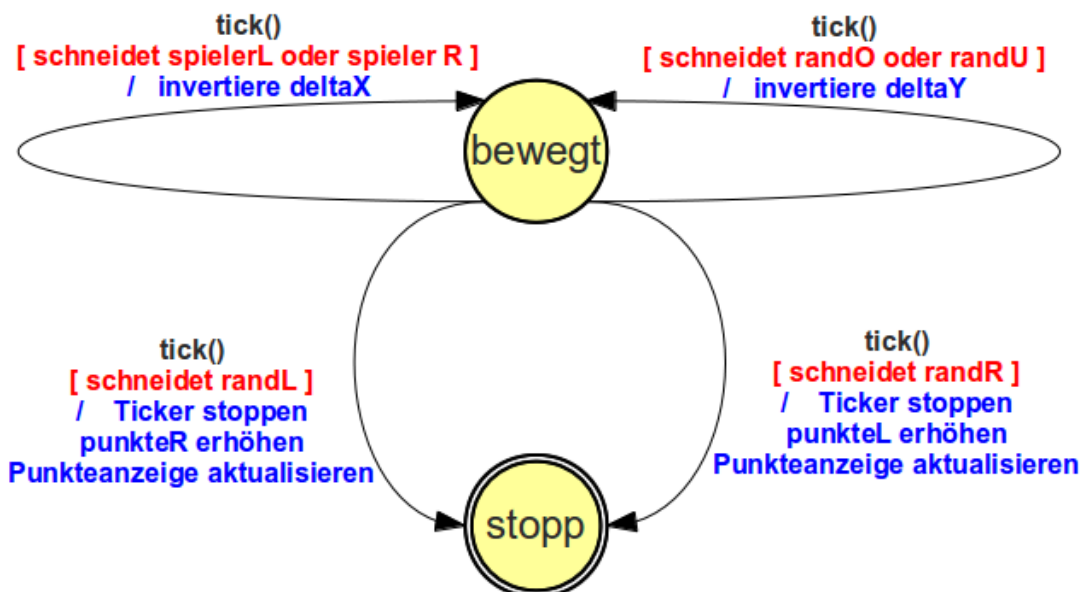 tick()
[ schneidet spielerL oder spieler R ]
/ invertiere deltaX
tick()
[ schneidet randO oder randU ]
/ invertiere deltaY
bewegt
tick()
[ schneidet randL ]
/ Ticker stoppen
punkteR erhöhen
Punkteanzeige aktualisieren
tick()
[ schneidet randR ]
/ Ticker stoppen
punkteL erhöhen
Punkteanzeige aktualisieren
stopp